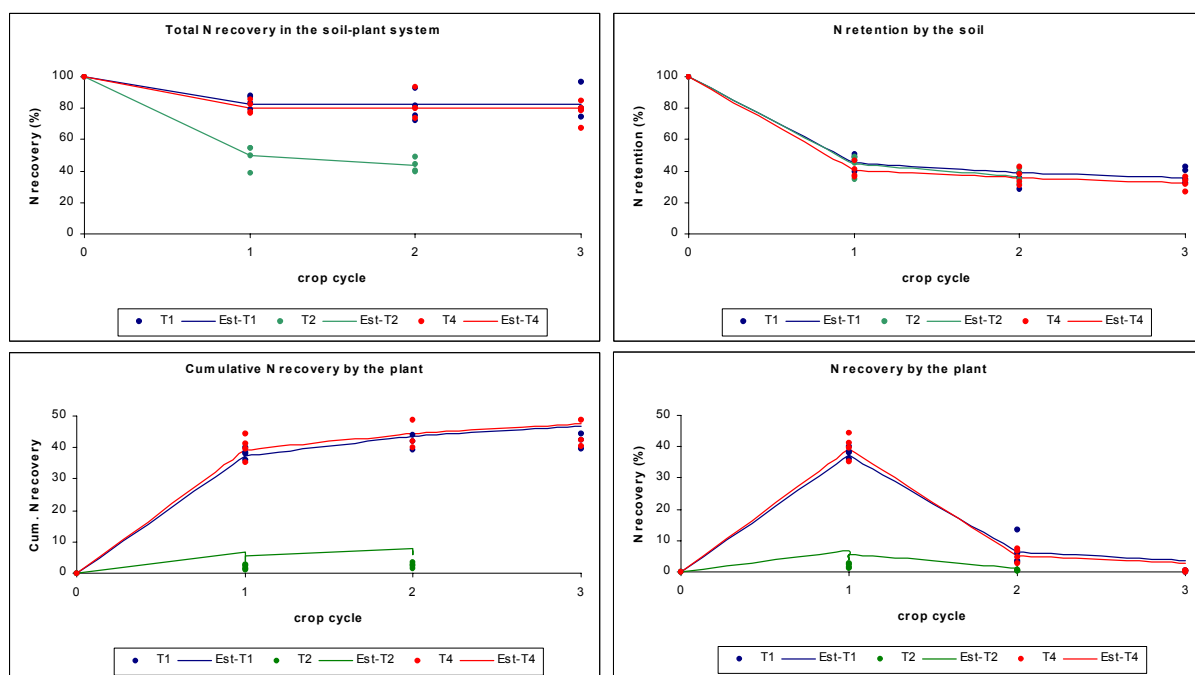 Total N recovery in the soil-plant system
N recovery (%)
100
80
60
40
20
0
0 1 2 3
crop cycle
T1 Est-T1 T2 Est-T2 T4 Est-T4
N retention by the soil
N retention (%)
100
80
60
40
20
0
0 1 2 3
crop cycle
T1 Est-T1 T2 Est-T2 T4 Est-T4
Cumulative N recovery by the plant
Cum. N recovery
50
40
30
20
10
0
0 1 2 3
crop cycle
T1 Est-T1 T2 Est-T2 T4 Est-T4
N recovery by the plant
N recovery (%)
50
40
30
20
10
0
0 1 2 3
crop cycle
T1 Est-T1 T2 Est-T2 T4 Est-T4